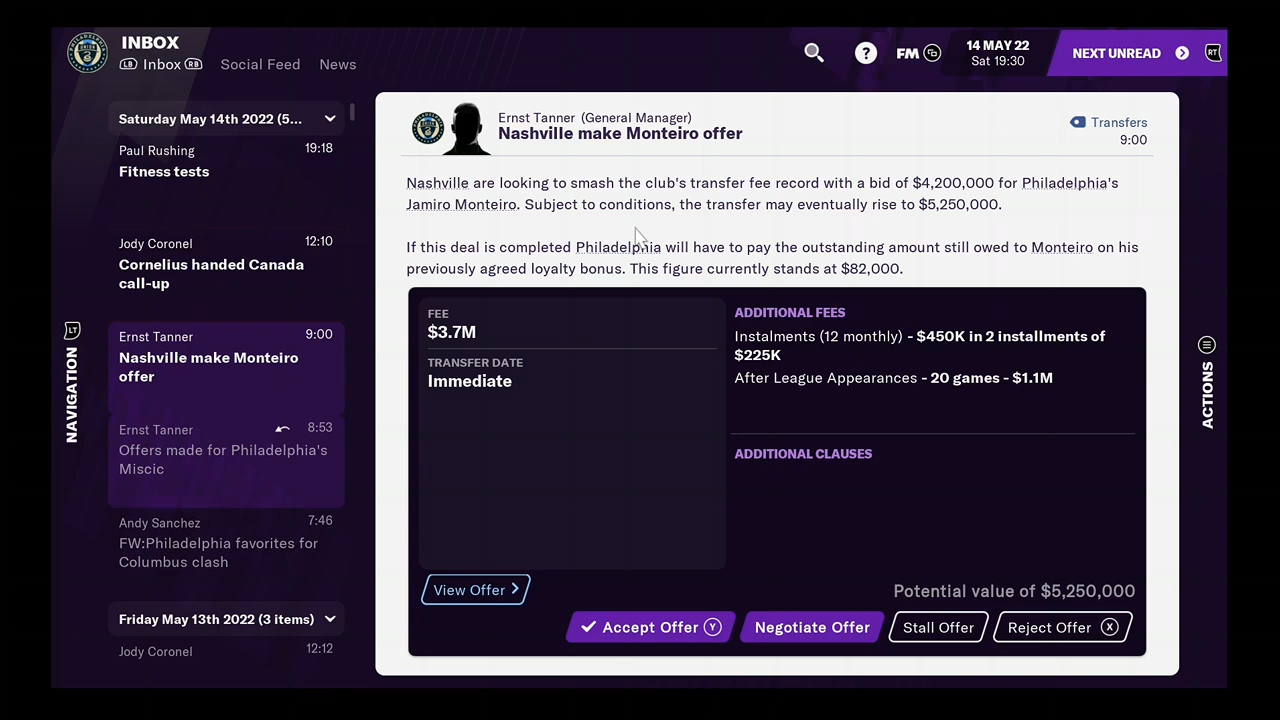 INBOX
LB Inbox RB Social Feed News
? FM 14 MAY 22
Sat 19:30
NEXT UNREAD RT
Saturday May 14th 2022 (5...
Paul Rushing 19:18
Fitness tests
Jody Coronel 12:10
Cornelius handed Canada
call-up
Ernst Tanner 9:00
Nashville make Monteiro
offer
Ernst Tanner 8:53
Offers made for Philadelphia's
Miscic
Andy Sanchez 7:46
FW:Philadelphia favorites for
Columbus clash
Friday May 13th 2022 (3 items)
Jody Coronel 12:12
LT
NAVIGATION
Ernst Tanner (General Manager)
Nashville make Monteiro offer
Transfers
9:00
Nashville are looking to smash the club's transfer fee record with a bid of $4,200,000 for Philadelphia's
Jamiro Monteiro. Subject to conditions, the transfer may eventually rise to $5,250,000.
If this deal is completed Philadelphia will have to pay the outstanding amount still owed to Monteiro on his
previously agreed loyalty bonus. This figure currently stands at $82,000.
FEE
$3.7M
TRANSFER DATE
Immediate
ADDITIONAL FEES
Instalments (12 monthly) - $450K in 2 installments of
$225K
After League Appearances - 20 games - $1.1M
ADDITIONAL CLAUSES
View Offer
Potential value of $5,250,000
Accept Offer Y
Negotiate Offer
Stall Offer
Reject Offer X
ACTIONS